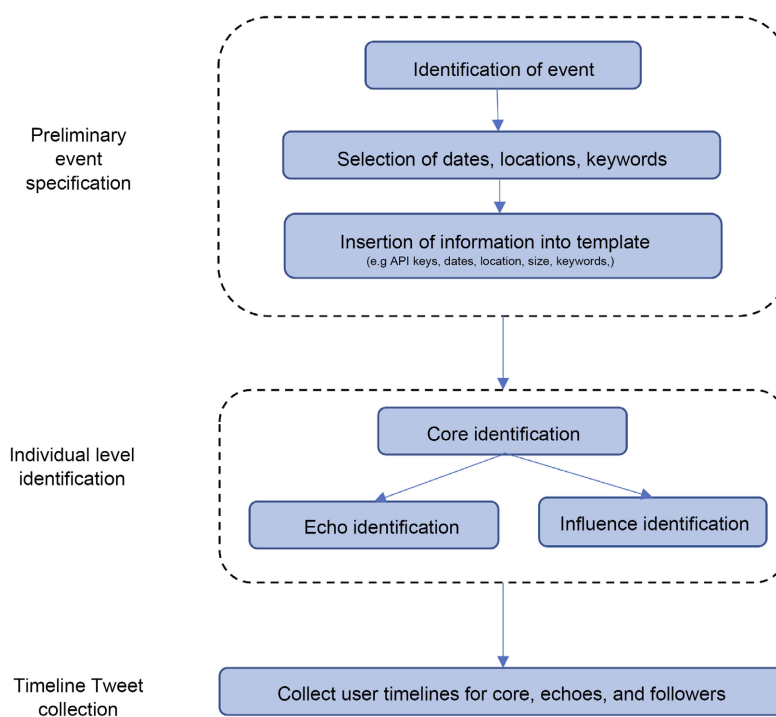 Identification of event
Preliminary
event
specification
Selection of dates, locations, keywords
Insertion of information into template
(e.g API keys, dates, location, size, keywords,)
Individual level
identification
Core identification
Echo identification
Influence identification
Timeline Tweet
collection
Collect user timelines for core, echoes, and followers